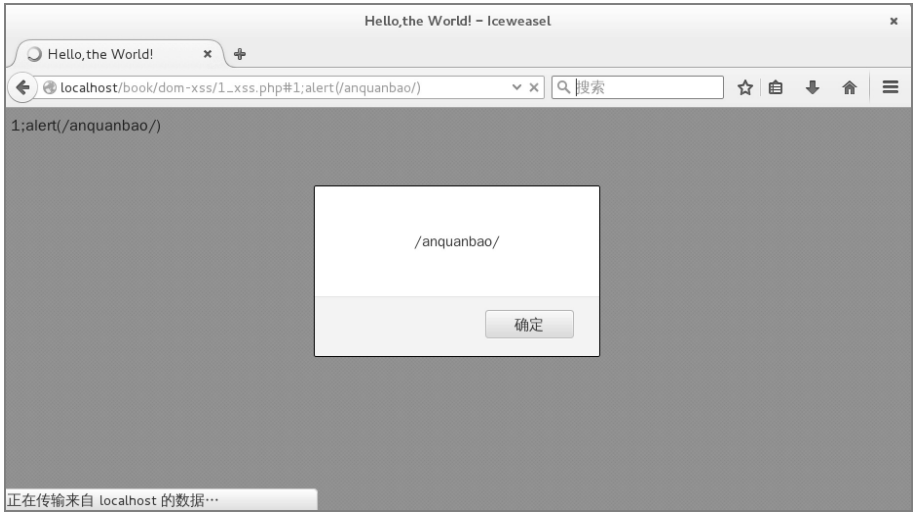 Hello,the World! - Iceweasel
Hello,the World!
localhost/book/dom-xss/1_xss.php#1;alert(/anquanbao/)
搜索
1;alert(/anquanbao/)
/anquanbao/
确定
正在传输来自 localhost 的数据…